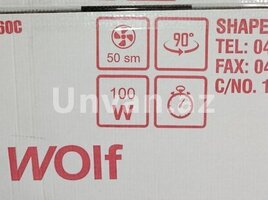 60C
SHAPE
50 sm
90°
TEL: 04
FAX: 04
C/NO. 1
100
W
Unvan.az
WOlf